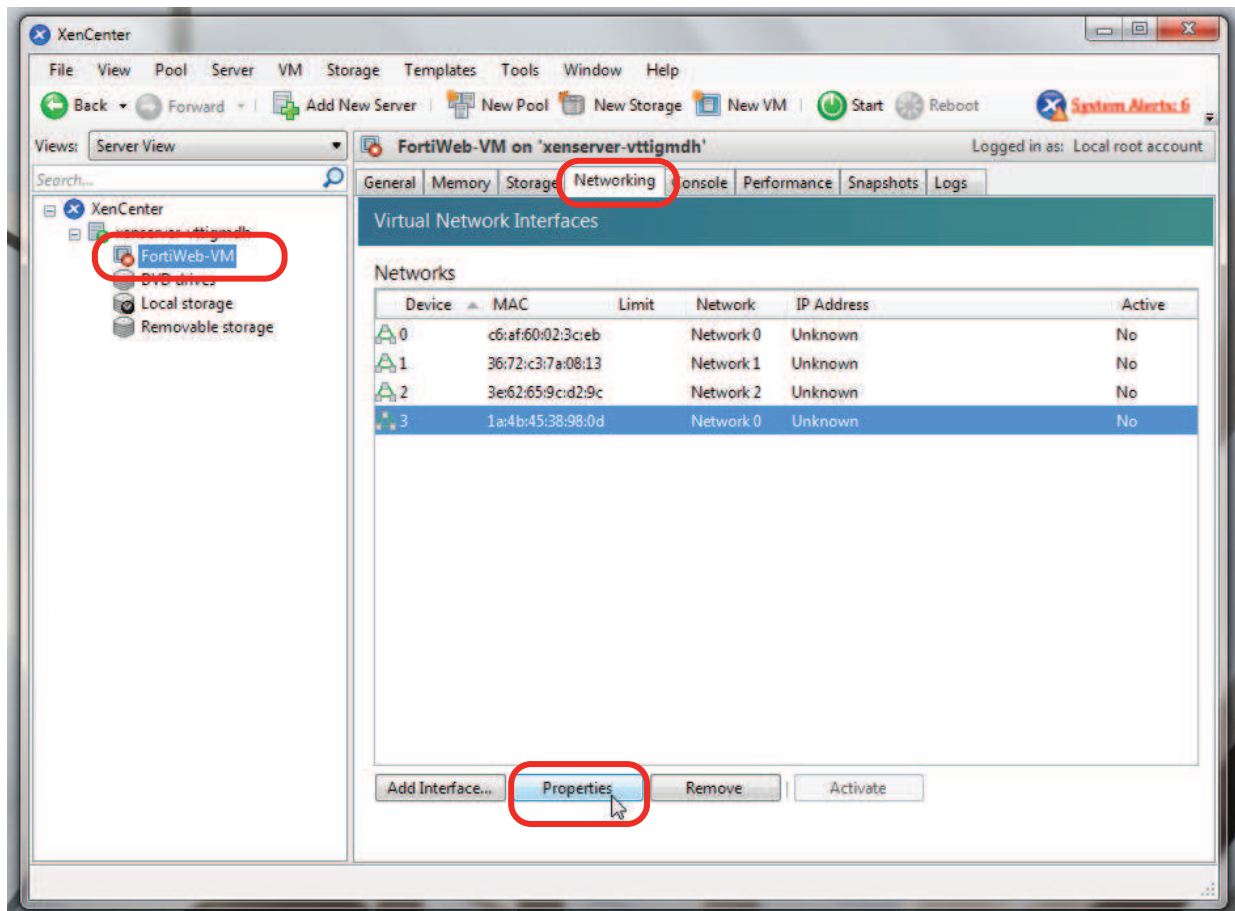 XenCenter
File View Pool Server VM Storage Templates Tools Window Help
Back Forward Add New Server New Pool New Storage New VM Start Reboot System Alerts: 6
Views: Server View
FortiWeb-VM on 'xenserver-vttigmdh' Logged in as: Local root account
Search...
General Memory Storage Networking Console Performance Snapshots Logs
XenCenter
xenserver-vttigmdh
FortiWeb-VM
DVD drives
Local storage
Removable storage
Virtual Network Interfaces
Networks
Device MAC Limit Network IP Address Active
0 c6:af:60:02:3c:eb Network 0 Unknown No
1 36:72:c3:7a:08:13 Network 1 Unknown No
2 3e:62:65:9c:d2:9c Network 2 Unknown No
3 1a:4b:45:38:98:0d Network 0 Unknown No
Add Interface... Properties Remove Activate